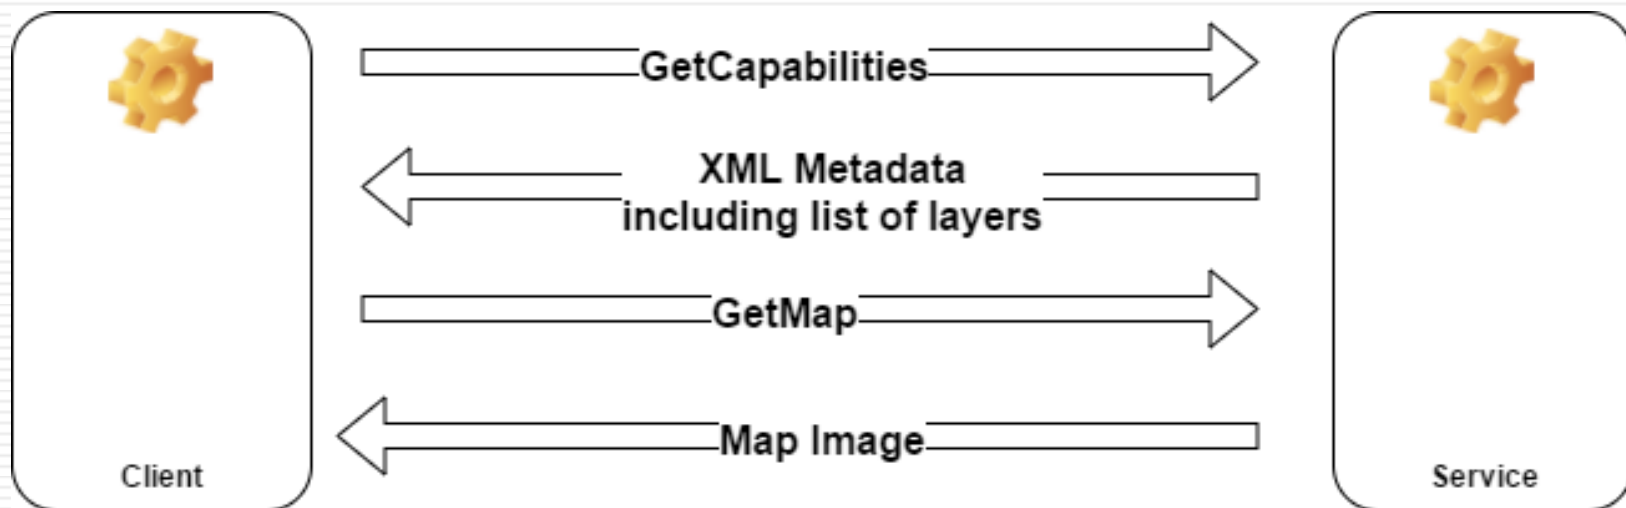 GetCapabilities
XML Metadata
including list of layers
GetMap
Map Image
Client
Service